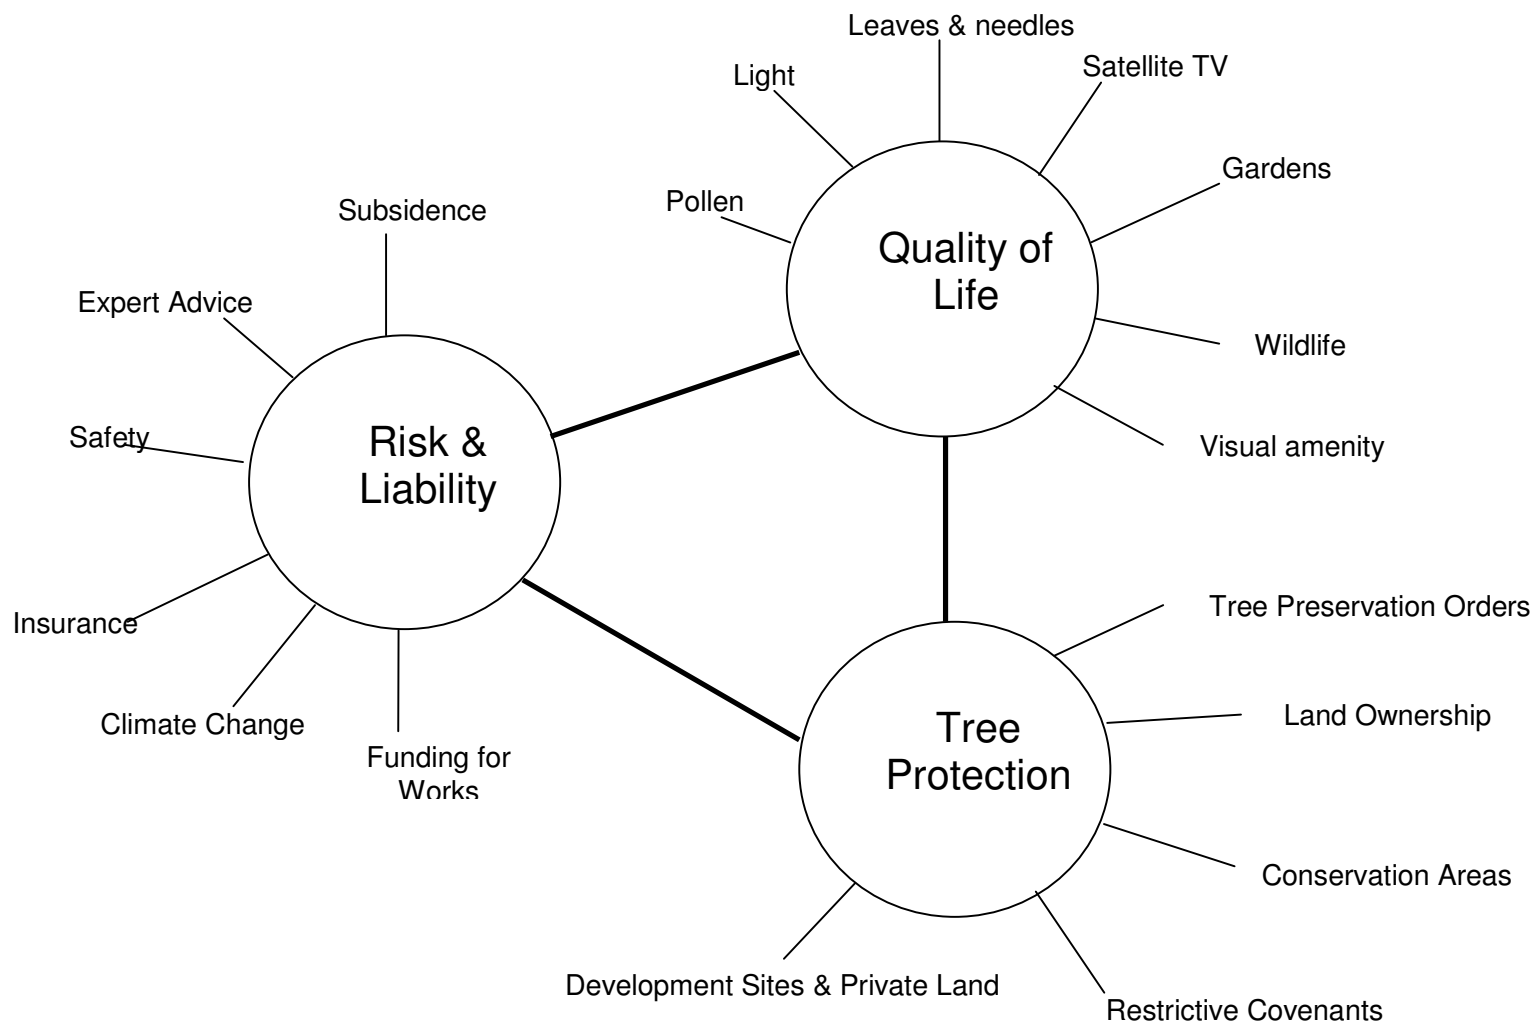 Leaves & needles
Satellite TV
Light
Gardens
Pollen
Quality of
Life
Wildlife
Visual amenity
Subsidence
Expert Advice
Safety
Risk &
Liability
Insurance
Climate Change
Funding for
Works
Tree Preservation Orders
Land Ownership
Tree
Protection
Conservation Areas
Development Sites & Private Land
Restrictive Covenants